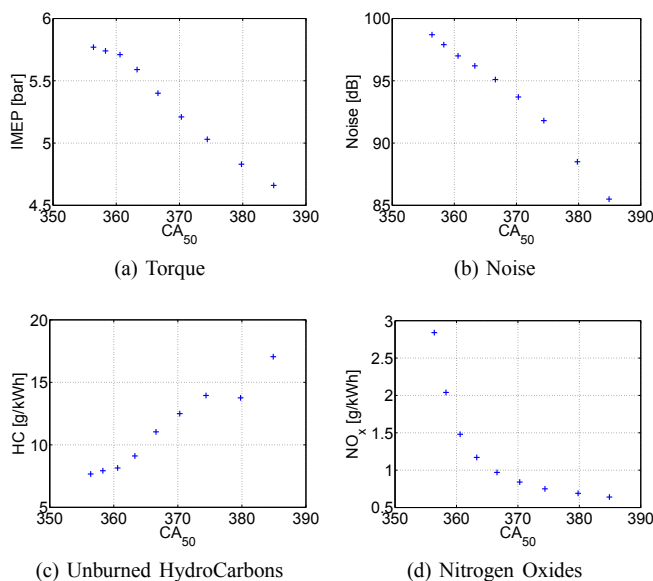 6
5.5
5
4.5
350 360 370 380 390
IMEP [bar]
CA50
(a) Torque
100
95
90
85
350 360 370 380 390
Noise [dB]
CA50
(b) Noise
20
15
10
5
350 360 370 380 390
HC [g/kWh]
CA50
(c) Unburned HydroCarbons
3
2.5
2
1.5
1
0.5
350 360 370 380 390
NOx [g/kWh]
CA50
(d) Nitrogen Oxides